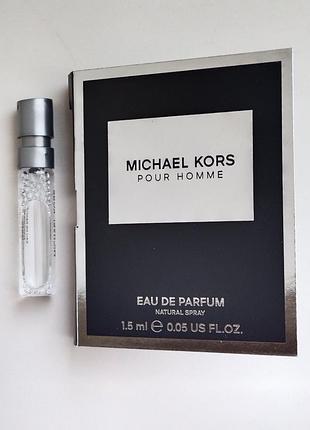 MICHAEL KORS
POUR HOMME
EAU DE PARFUM
NATURAL SPRAY
1.5 ml ℮ 0.05 US FL.OZ.